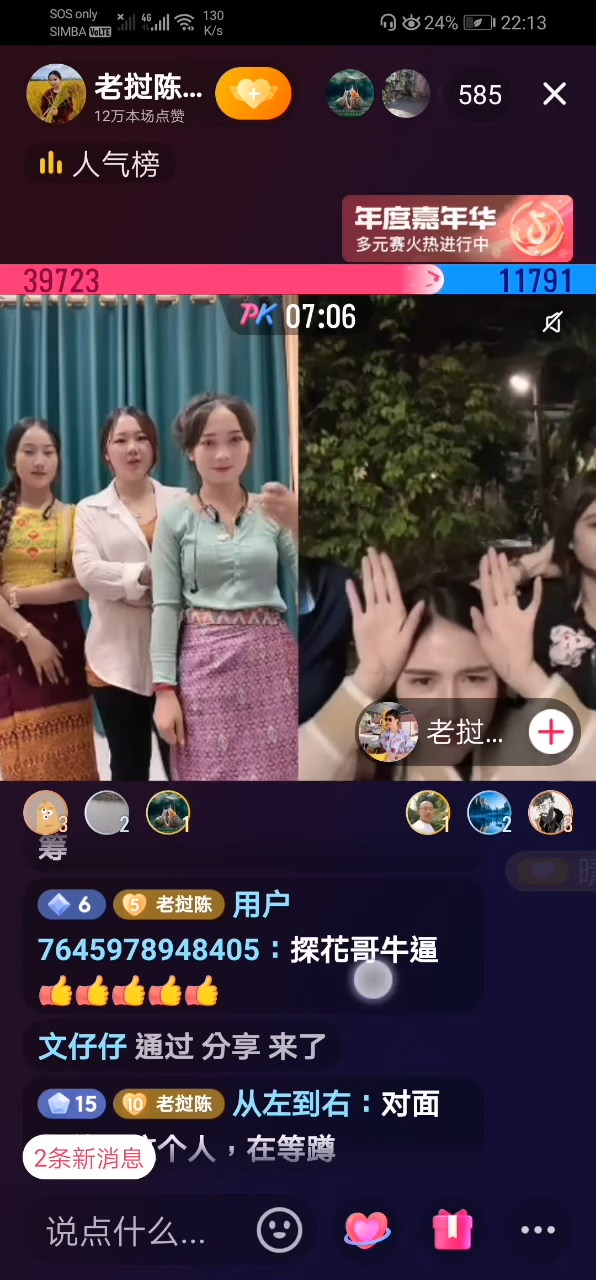 SOS only
SIMBA VoLTE
4G
130
K/s
24%
22:13
老挝陈...
12万本场点赞
585
人气榜
年度嘉年华
多元赛火热进行中
39723
11791
PK 07:06
老挝...
3
2
1
1
2
3
筹
晴
6 5 老挝陈 用户
7645978948405：探花哥牛逼
👍👍👍👍👍
文仔仔 通过 分享 来了
15 10 老挝陈 从左到右：对面
个人，在等蹲
2条新消息
说点什么...